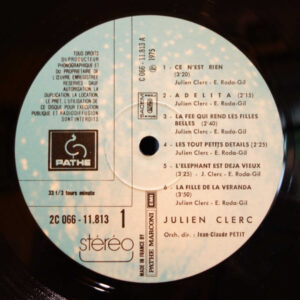 TOUS DROITS
DU PRODUCTEUR
PHONOGRAPHIQUE ET
DU PROPRIETAIRE DE
L'ŒUVRE ENREGISTREE
RESERVES SAUF
AUTORISATION, LA
DUPLICATION, LA LOCATION,
LE PRET, L'UTILISATION DE
CE DISQUE POUR EXECUTION
PUBLIQUE ET RADIODIFFUSION
SONT INTERDITS
PATHE
33 1/3 tours minute
2C 066 - 11.813 1
stéréo
C 066 - 11.813 A
Ⓟ 1975
SACEM
MADE IN FRANCE BY
PATHE MARCONI EMI
1 - CE N'EST RIEN
(3'20)
Julien Clerc - E. Roda-Gil
2 - ADELITA (2'15)
Julien Clerc - E. Roda-Gil
3 - LA FEE QUI REND LES FILLES
BELLES (2'40)
Julien Clerc - E. Roda-Gil
4 - LES TOUT PETITS DETAILS (2'25)
Julien Clerc - E. Roda-Gil
5 - L'ELEPHANT EST DEJA VIEUX
(3'25) - J. Clerc - E. Roda-Gil
6 - LA FILLE DE LA VERANDA
(3'50) Julien Clerc - E. Roda-Gil
JULIEN CLERC
Orch. dir : Jean-Claude PETIT